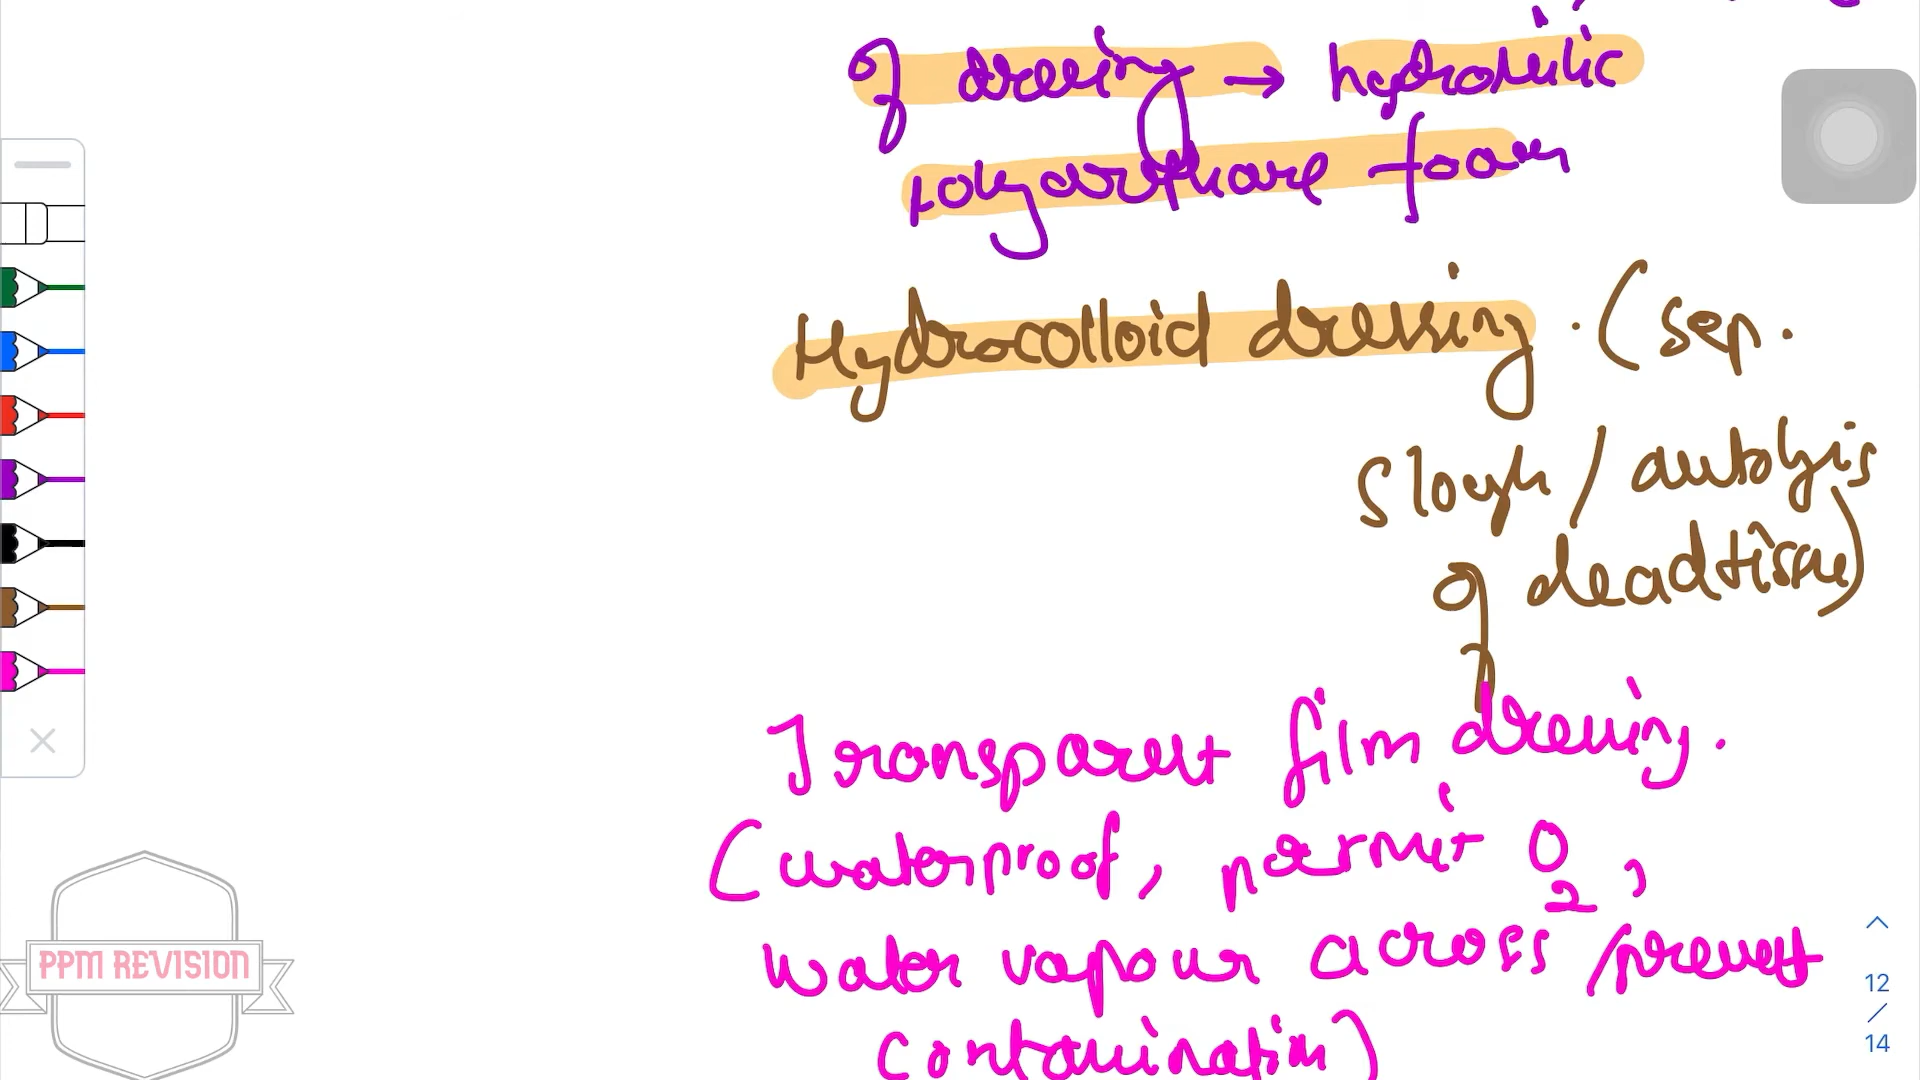 of dressing → hydrophilic
polyurethane foam
Hydrocolloid dressing . (sep.
slough / autolysis
of dead tissue)
Transparent film dressing.
(waterproof, permit O2,
water vapour across / prevent
contamination)
PPM REVISION
12
/
14